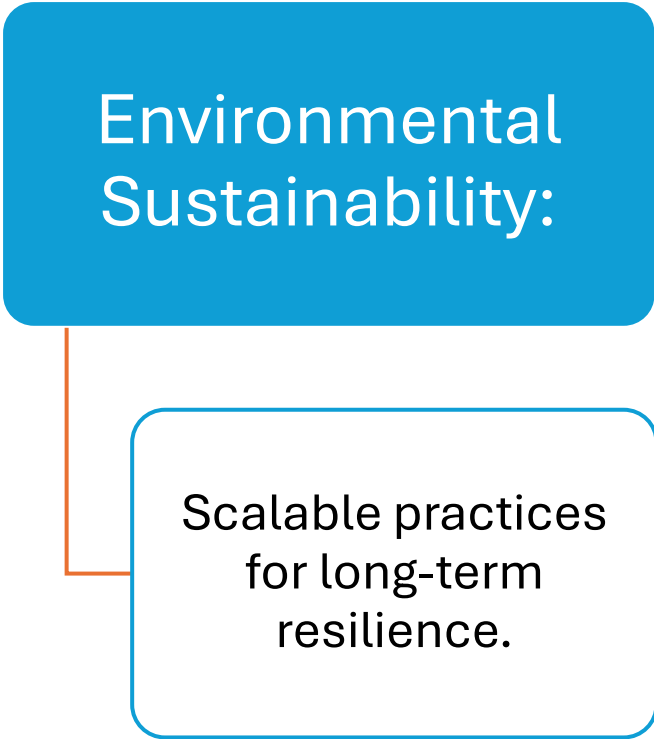 Environmental
Sustainability:
Scalable practices
for long-term
resilience.